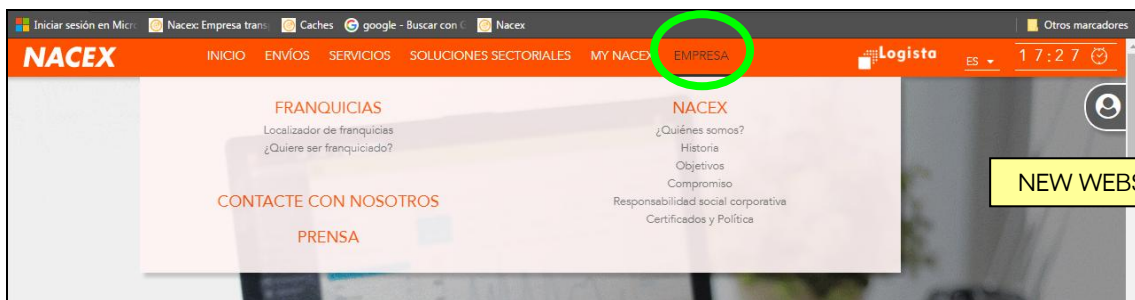 Iniciar sesión en Micr Nacex: Empresa trans Caches google - Buscar con G Nacex Otros marcadores
NACEX INICIO ENVÍOS SERVICIOS SOLUCIONES SECTORIALES MY NACEX EMPRESA Logista ES 17:27
FRANQUICIAS
Localizador de franquicias
¿Quiere ser franquiciado?
CONTACTE CON NOSOTROS
PRENSA
NACEX
¿Quiénes somos?
Historia
Objetivos
Compromiso
Responsabilidad social corporativa
Certificados y Política
NEW WEBS